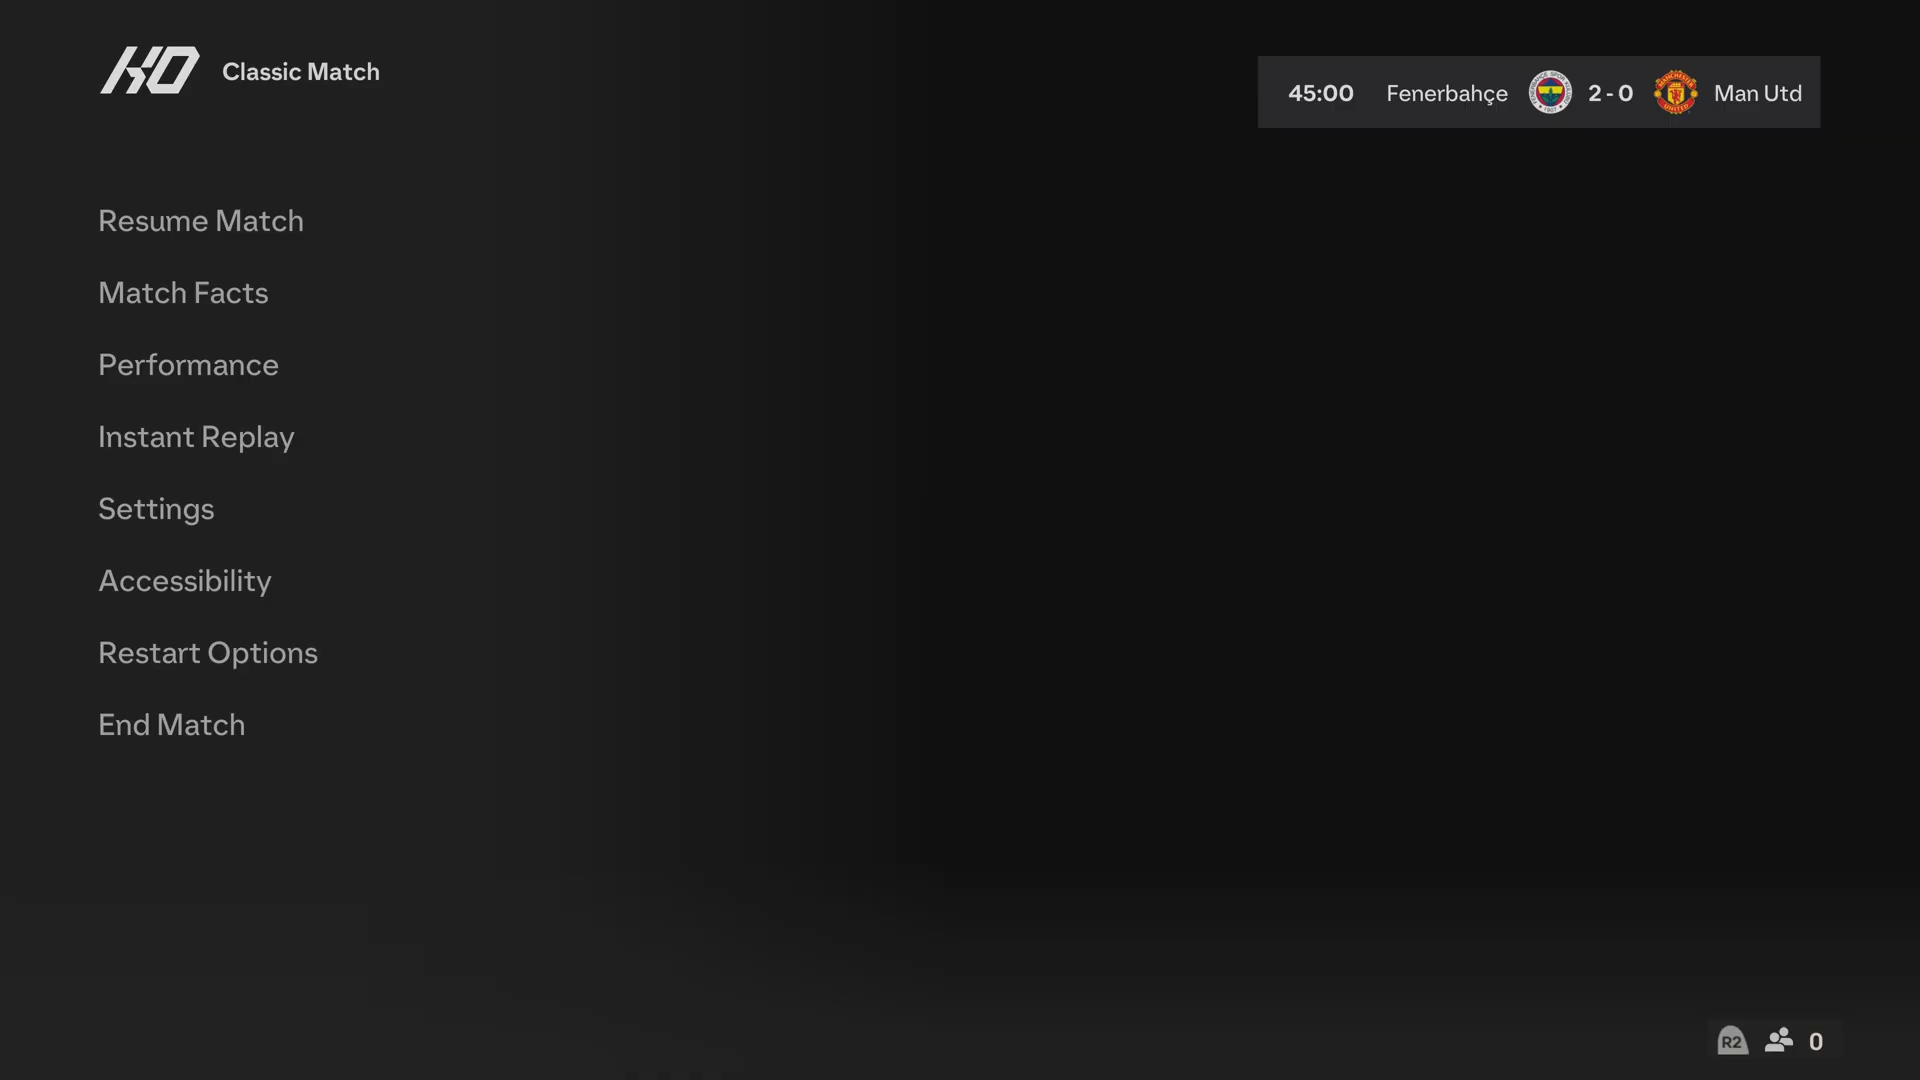 KO Classic Match
45:00 Fenerbahçe 2 - 0 Man Utd
Resume Match
Match Facts
Performance
Instant Replay
Settings
Accessibility
Restart Options
End Match
R2 0